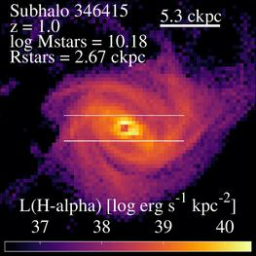 Subhalo 346415
5.3 ckpc
z = 1.0
log Mstars = 10.18
Rstars = 2.67 ckpc
L(H-alpha) [log erg s⁻¹ kpc⁻²]
37 38 39 40